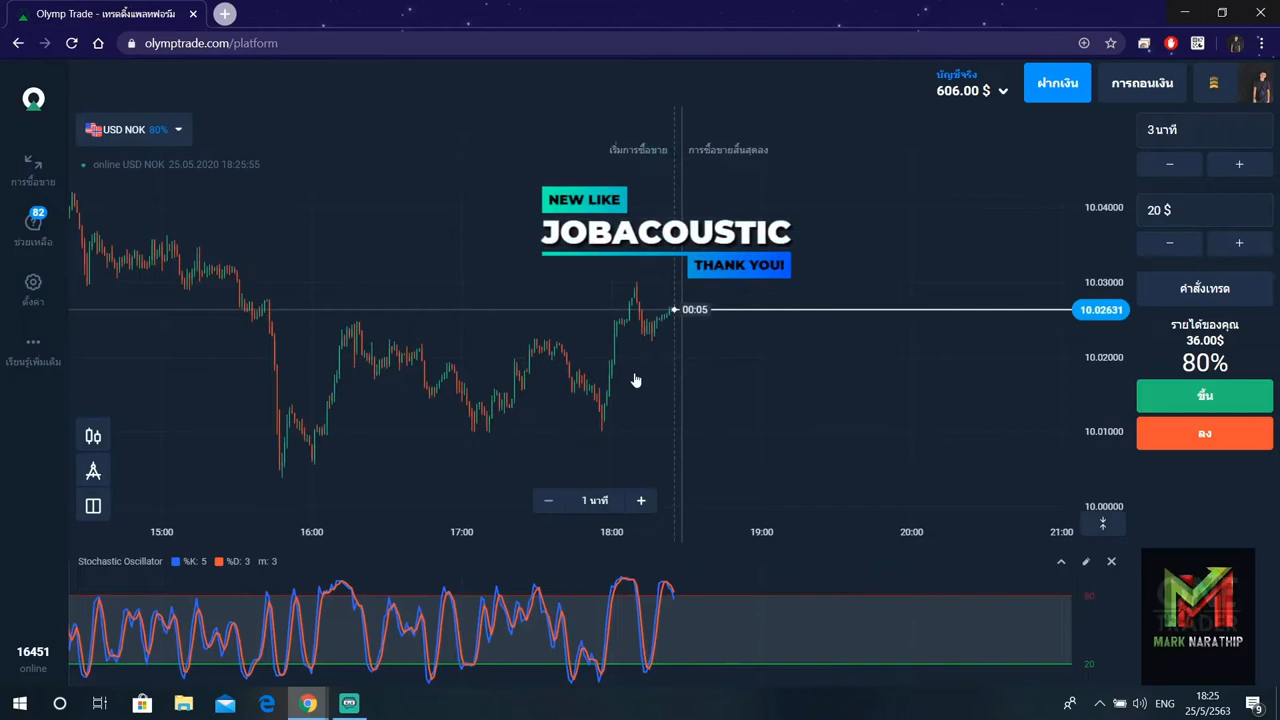 Olymp Trade - เทรดดิ้งแพลทฟอร์ม
olymptrade.com/platform
บัญชีจริง
606.00 $
ฝากเงิน
การถอนเงิน
USD NOK 80%
online USD NOK 25.05.2020 18:25:55
เริ่มการซื้อขาย
การซื้อขายสิ้นสุดลง
3 นาที
20 $
คำสั่งเทรด
รายได้ของคุณ
36.00$
80%
ขึ้น
ลง
การซื้อขาย
82
ช่วยเหลือ
ตั้งค่า
เรียนรู้เพิ่มเติม
NEW LIKE
JOBACOUSTIC
THANK YOU!
00:05
10.04000
10.03000
10.02631
10.02000
10.01000
10.00000
1 นาที
15:00
16:00
17:00
18:00
19:00
20:00
21:00
Stochastic Oscillator %K: 5 %D: 3 m: 3
80
20
16451
online
TRADER
MARK NARATHIP
ENG
18:25
25/5/2563
9